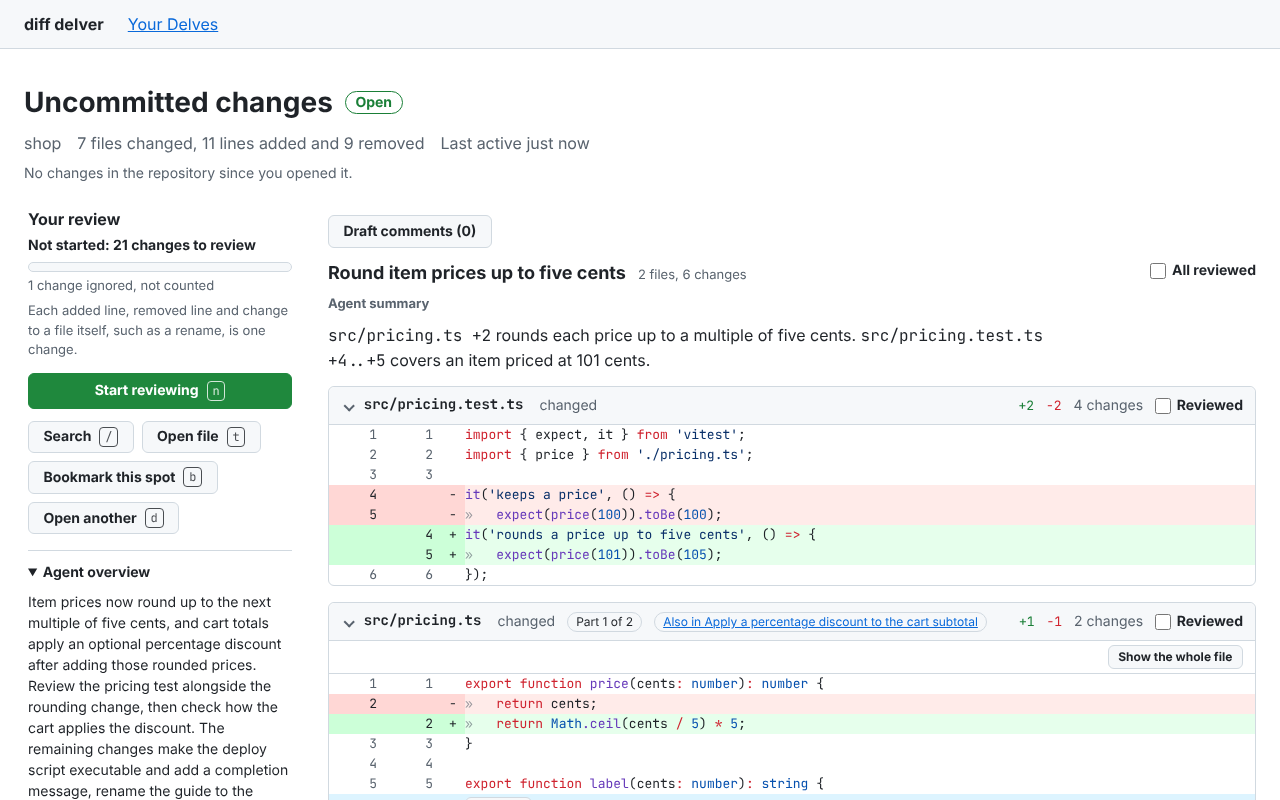 diff delver Your Delves
Uncommitted changes Open
shop 7 files changed, 11 lines added and 9 removed Last active just now
No changes in the repository since you opened it.
Your review
Not started: 21 changes to review
1 change ignored, not counted
Each added line, removed line and change
to a file itself, such as a rename, is one
change.
Start reviewing n
Search / Open file t
Bookmark this spot b
Open another d
▼ Agent overview
Item prices now round up to the next
multiple of five cents, and cart totals
apply an optional percentage discount
after adding those rounded prices.
Review the pricing test alongside the
rounding change, then check how the
cart applies the discount. The
remaining changes make the deploy
script executable and add a completion
message, rename the guide to the
Draft comments (0)
Round item prices up to five cents 2 files, 6 changes All reviewed
Agent summary
src/pricing.ts +2 rounds each price up to a multiple of five cents. src/pricing.test.ts
+4..+5 covers an item priced at 101 cents.
src/pricing.test.ts changed +2 -2 4 changes Reviewed
1 1 import { expect, it } from 'vitest';
2 2 import { price } from './pricing.ts';
3 3
4 - it('keeps a price', () => {
5 - » expect(price(100)).toBe(100);
4 + it('rounds a price up to five cents', () => {
5 + » expect(price(101)).toBe(105);
6 6 });
src/pricing.ts changed Part 1 of 2 Also in Apply a percentage discount to the cart subtotal +1 -1 2 changes Reviewed
Show the whole file
1 1 export function price(cents: number): number {
2 - » return cents;
2 + » return Math.ceil(cents / 5) * 5;
3 3 }
4 4
5 5 export function label(cents: number): string {